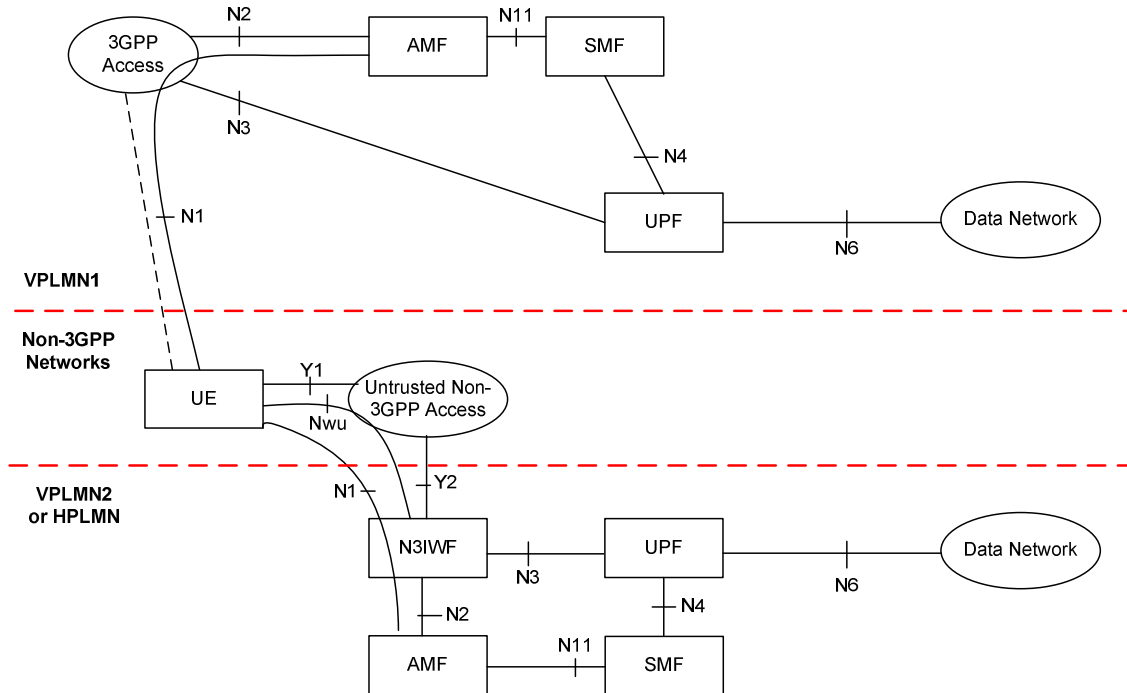 N2
N11
3GPP
Access
AMF
SMF
N3
N4
N1
UPF
Data Network
N6
VPLMN1
Non-3GPP
Networks
Y1
UE
Untrusted Non-
3GPP Access
Nwu
VPLMN2
or HPLMN
N1
Y2
N3IWF
UPF
Data Network
N3
N6
N2
N4
N11
AMF
SMF